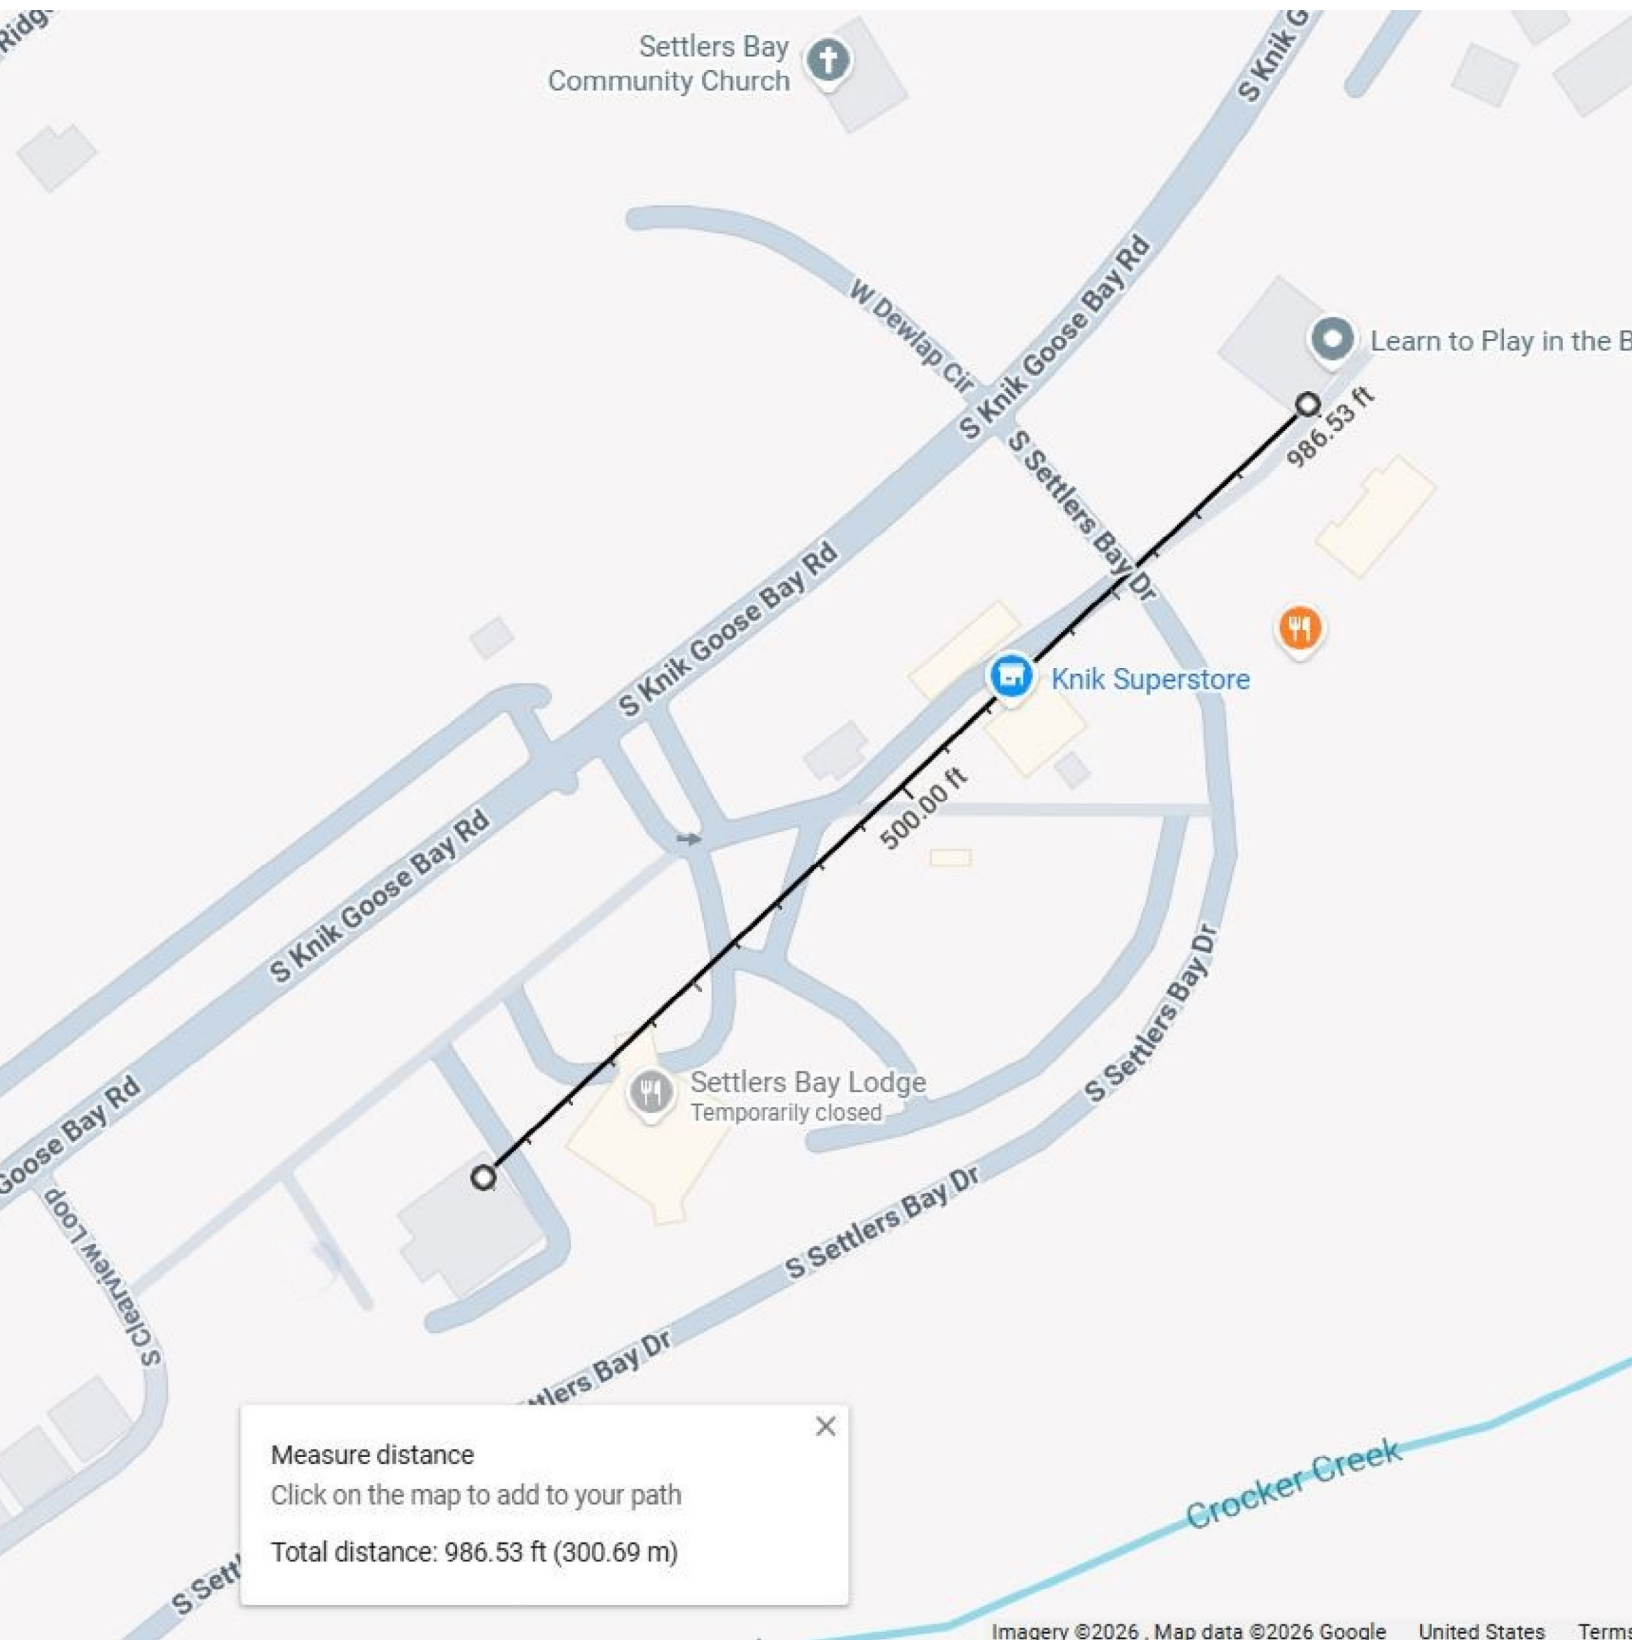 Ridge
Settlers Bay
Community Church
S Knik G
W Dewlap Cir
S Knik Goose Bay Rd
Learn to Play in the B
986.53 ft
S Settlers Bay Dr
S Knik Goose Bay Rd
Knik Superstore
500.00 ft
S Knik Goose Bay Rd
S Settlers Bay Dr
Settlers Bay Lodge
Temporarily closed
Goose Bay Rd
S Settlers Bay Dr
S Clearview Loop
ttlers Bay Dr
Measure distance
Click on the map to add to your path
Total distance: 986.53 ft (300.69 m)
Crocker Creek
S Settl
Imagery ©2026 , Map data ©2026 Google United States Terms